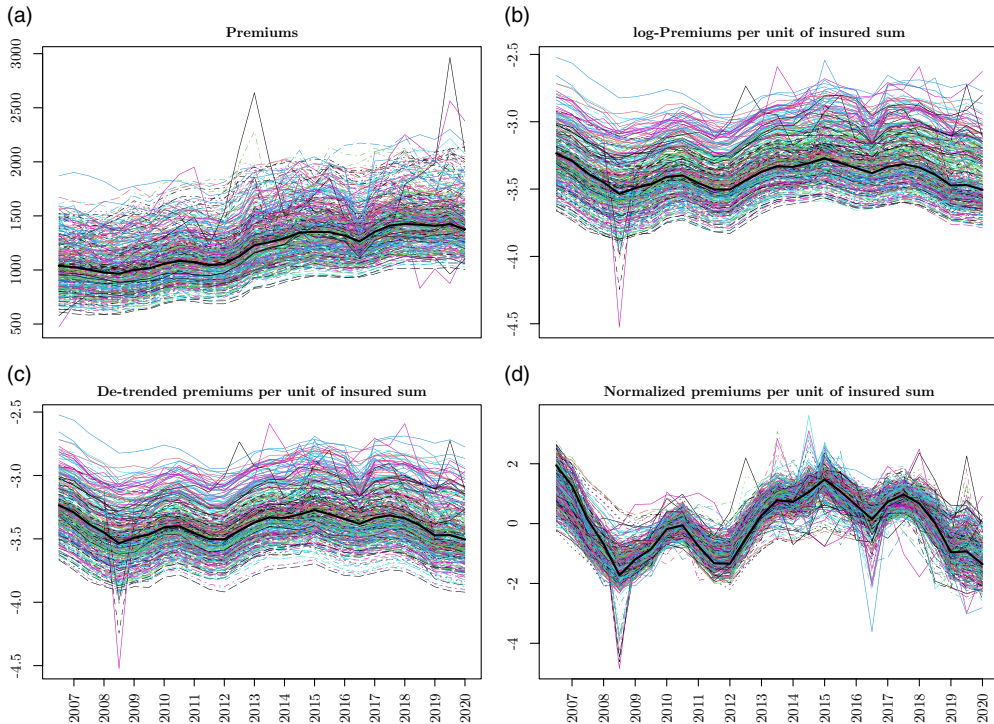 (a)
Premiums
3000
2500
2000
1500
1000
500
(b)
log-Premiums per unit of insured sum
-2.5
-3.0
-3.5
-4.0
-4.5
(c)
De-trended premiums per unit of insured sum
-2.5
-3.0
-3.5
-4.0
-4.5
2007 2008 2009 2010 2011 2012 2013 2014 2015 2016 2017 2018 2019 2020
(d)
Normalized premiums per unit of insured sum
2
0
-2
-4
2007 2008 2009 2010 2011 2012 2013 2014 2015 2016 2017 2018 2019 2020